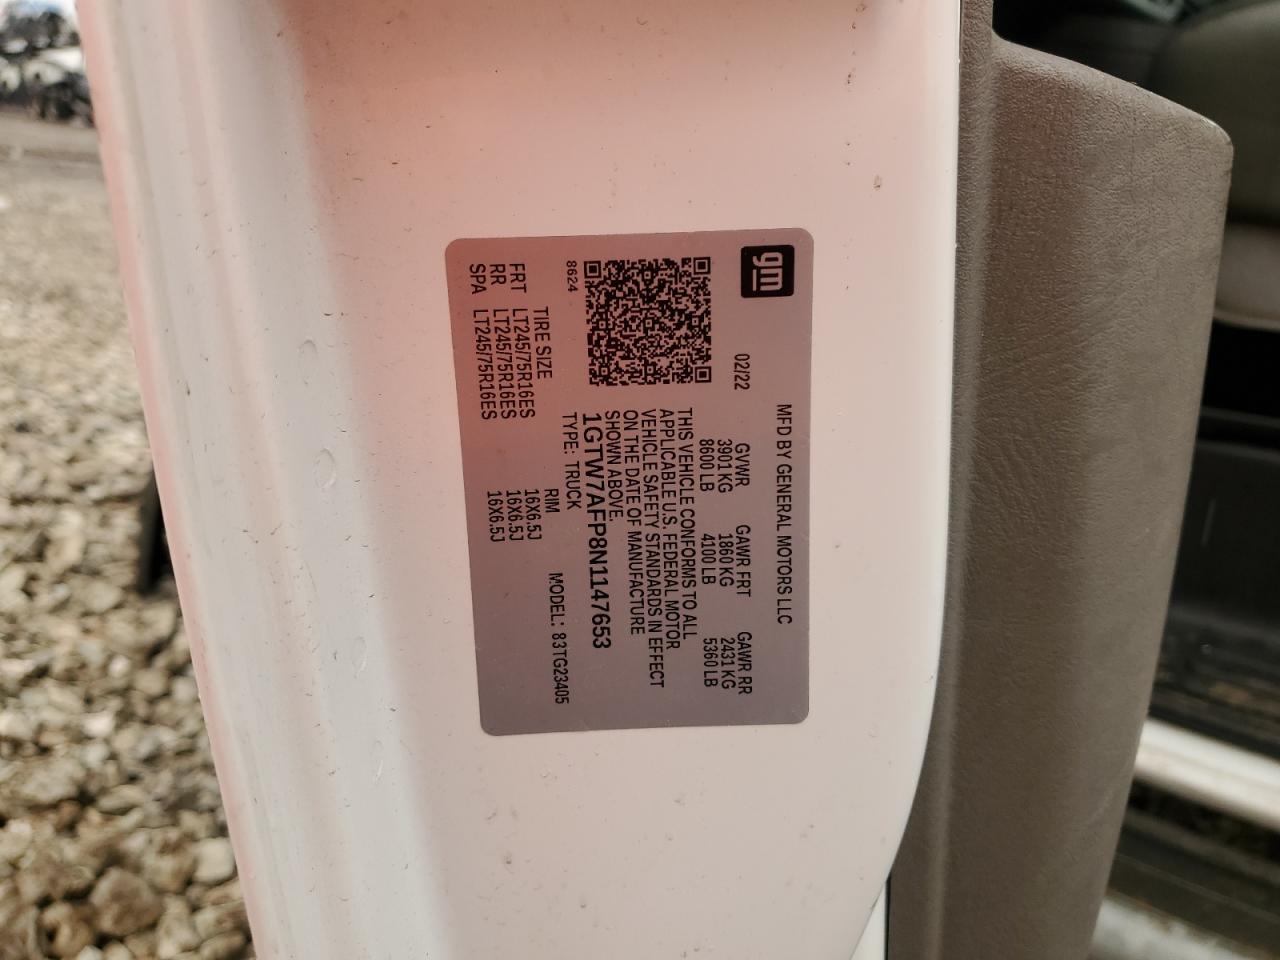 MFD BY GENERAL MOTORS LLC
gm
02/22
GVWR GAWR FRT GAWR RR
3901 KG 1860 KG 2431 KG
8600 LB 4100 LB 5360 LB
THIS VEHICLE CONFORMS TO ALL
APPLICABLE U.S. FEDERAL MOTOR
VEHICLE SAFETY STANDARDS IN EFFECT
ON THE DATE OF MANUFACTURE
SHOWN ABOVE.
8624
1GTW7AFP8N1147653
TYPE: TRUCK MODEL: 83TG23405
TIRE SIZE RIM
FRT LT245/75R16ES 16X6.5J
RR LT245/75R16ES 16X6.5J
SPA LT245/75R16ES 16X6.5J